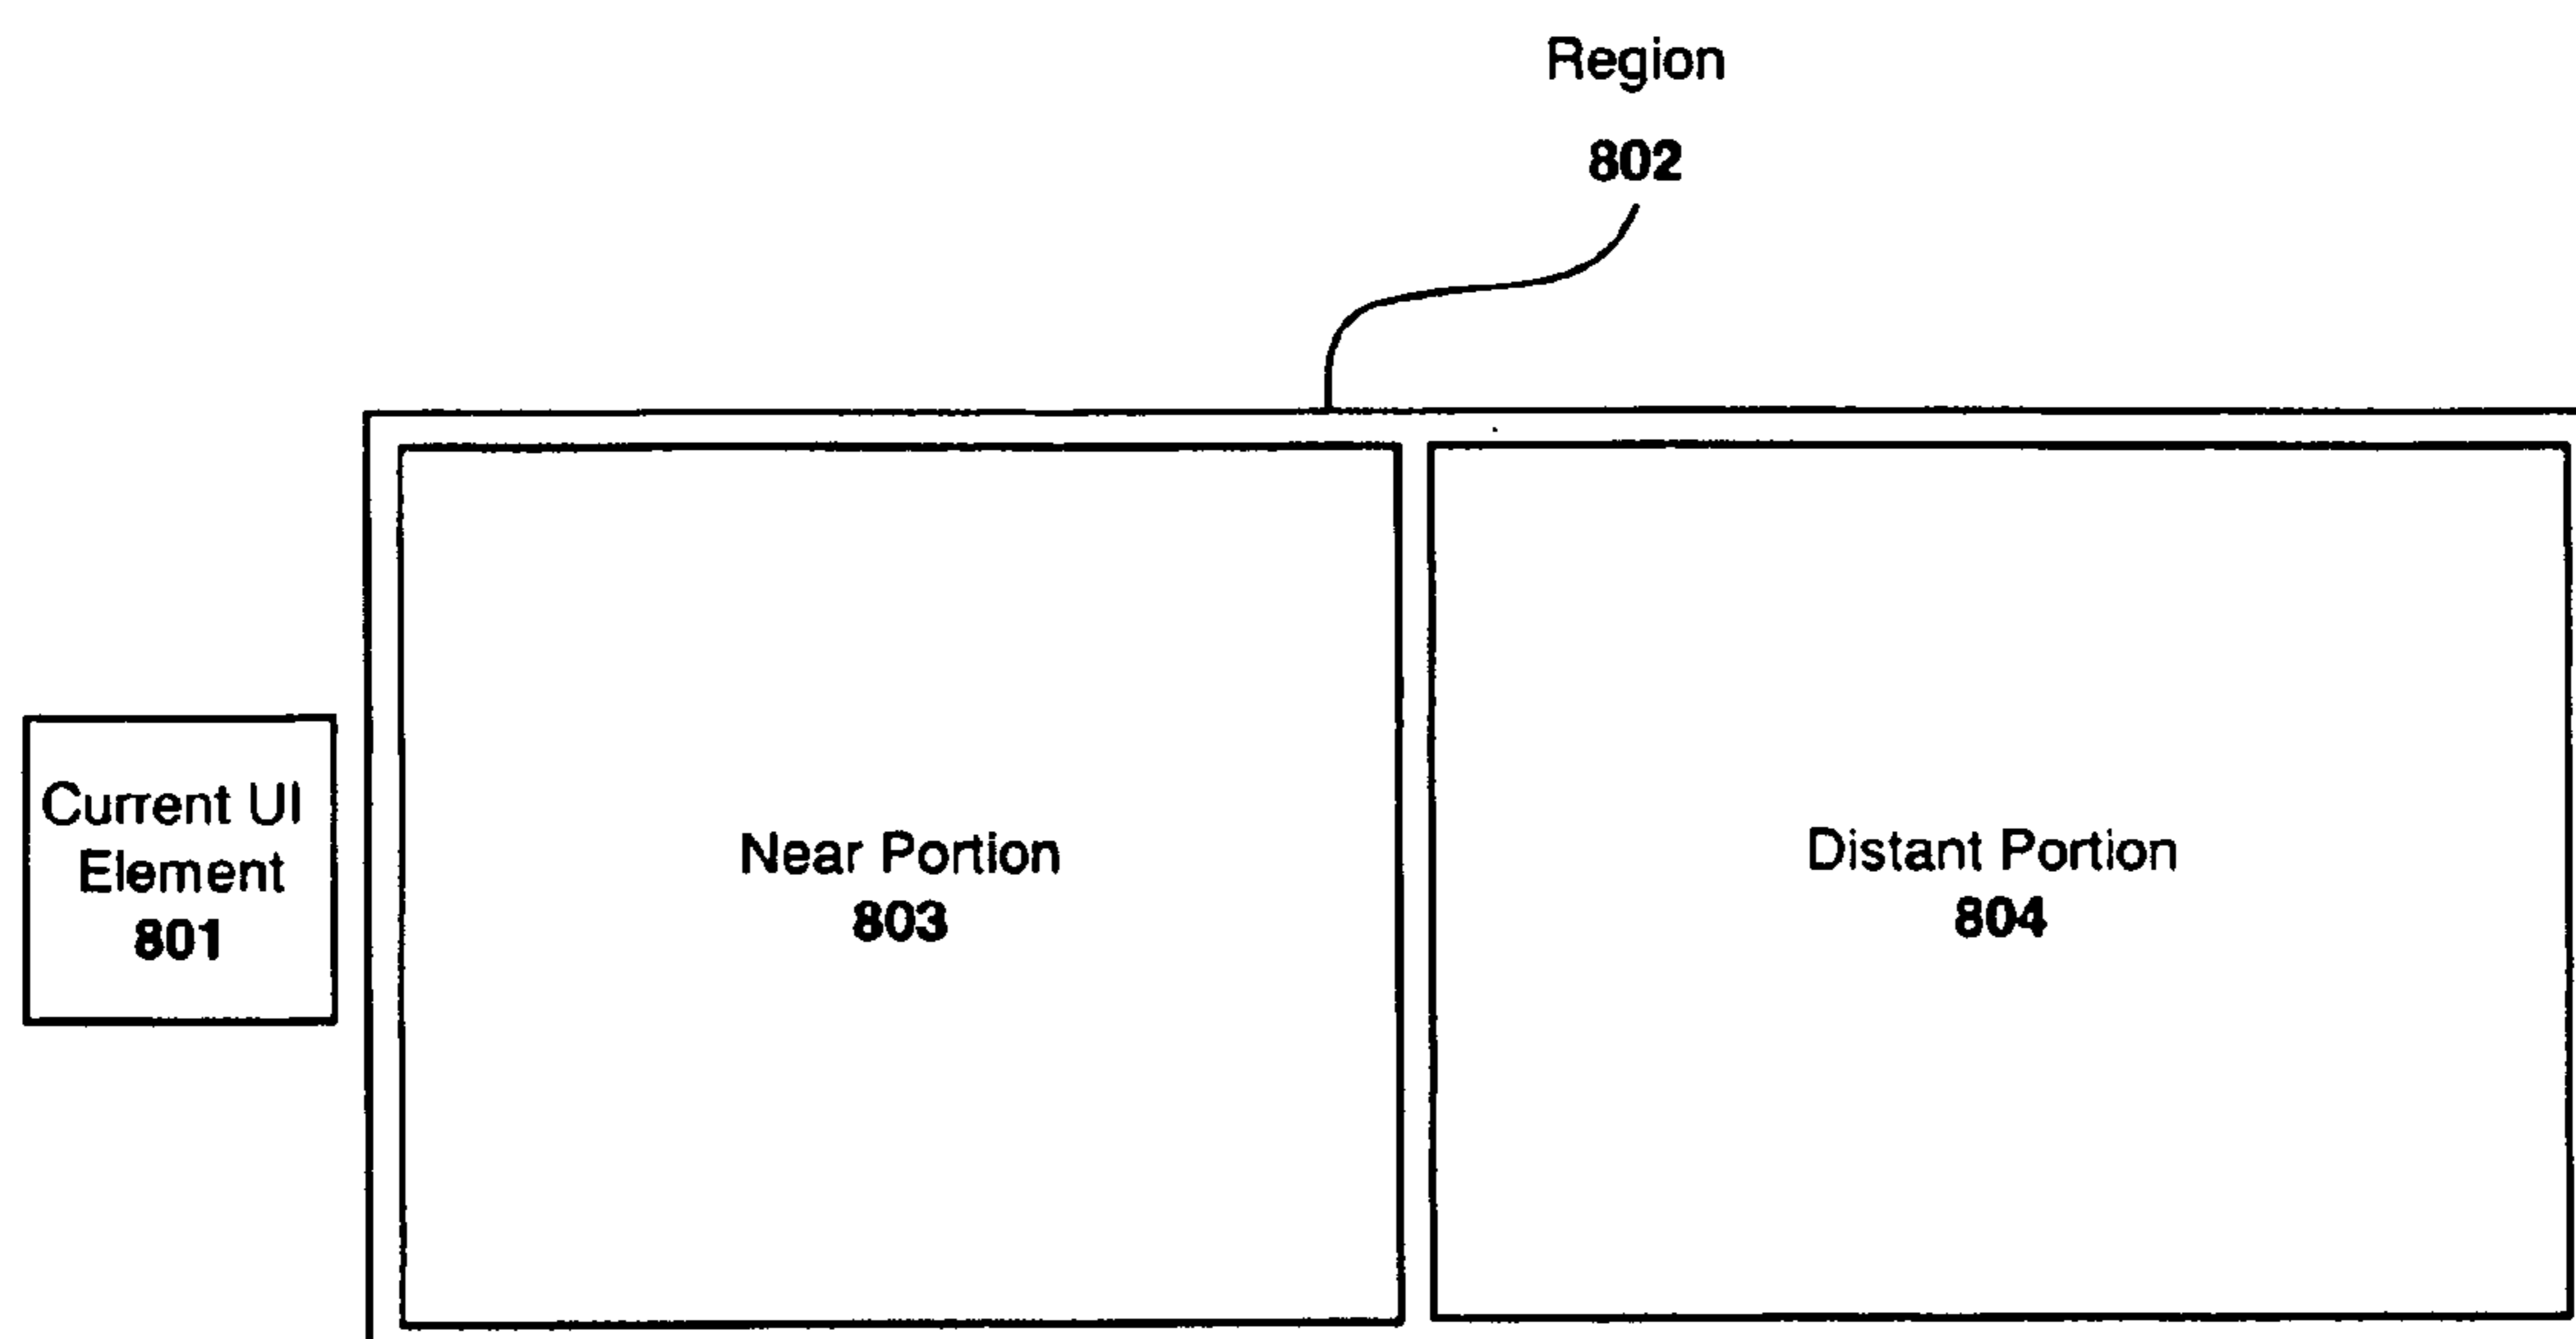 Region
802
Current UI
Element
801
Near Portion
803
Distant Portion
804